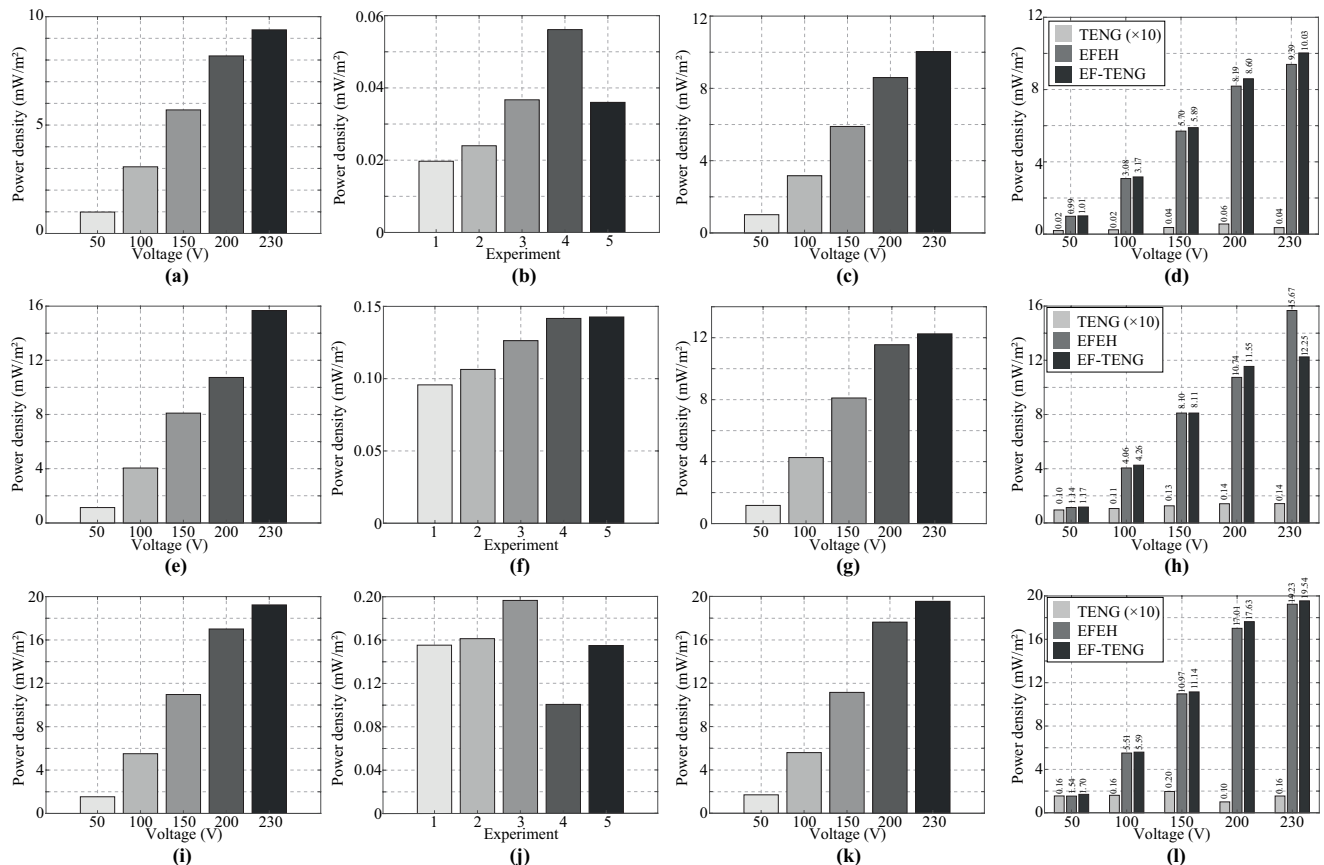 Power density (mW/m²)
10
5
0
50 100 150 200 230
Voltage (V)
(a)
Power density (mW/m²)
0.06
0.04
0.02
0.00
1 2 3 4 5
Experiment
(b)
Power density (mW/m²)
12
8
4
0
50 100 150 200 230
Voltage (V)
(c)
Power density (mW/m²)
12
8
4
0
TENG (×10)
EFEH
EF-TENG
0.02 0.99 1.01
0.02 3.08 3.17
0.04 5.70 5.89
0.06 8.19 8.60
0.04 9.39 10.03
50 100 150 200 230
Voltage (V)
(d)
Power density (mW/m²)
16
12
8
4
0
50 100 150 200 230
Voltage (V)
(e)
Power density (mW/m²)
0.15
0.10
0.05
0
1 2 3 4 5
Experiment
(f)
Power density (mW/m²)
12
8
4
0
50 100 150 200 230
Voltage (V)
(g)
Power density (mW/m²)
16
12
8
4
0
TENG (×10)
EFEH
EF-TENG
0.10 1.14 1.17
0.11 4.06 4.26
0.13 8.10 8.11
0.14 10.74 11.55
0.14 5.67 12.25
50 100 150 200 230
Voltage (V)
(h)
Power density (mW/m²)
20
16
12
8
4
0
50 100 150 200 230
Voltage (V)
(i)
Power density (mW/m²)
0.20
0.16
0.12
0.08
0.04
0
1 2 3 4 5
Experiment
(j)
Power density (mW/m²)
20
16
12
8
4
0
50 100 150 200 230
Voltage (V)
(k)
Power density (mW/m²)
20
16
12
8
4
0
TENG (×10)
EFEH
EF-TENG
0.16 1.54 1.70
0.16 5.51 5.59
0.20 10.97 11.14
0.10 17.01 17.63
0.16 19.23 19.54
50 100 150 200 230
Voltage (V)
(l)